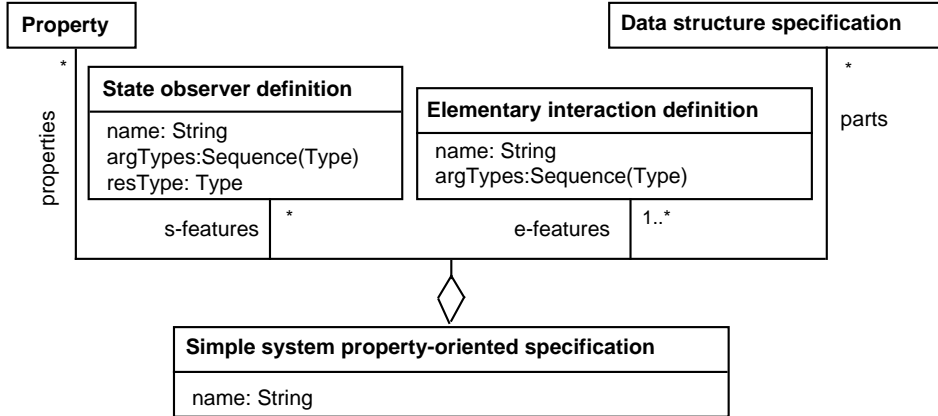 Property
Data structure specification
*
*
State observer definition
name: String
argTypes:Sequence(Type)
resType: Type
Elementary interaction definition
name: String
argTypes:Sequence(Type)
properties
parts
s-features
*
e-features
1..*
Simple system property-oriented specification
name: String